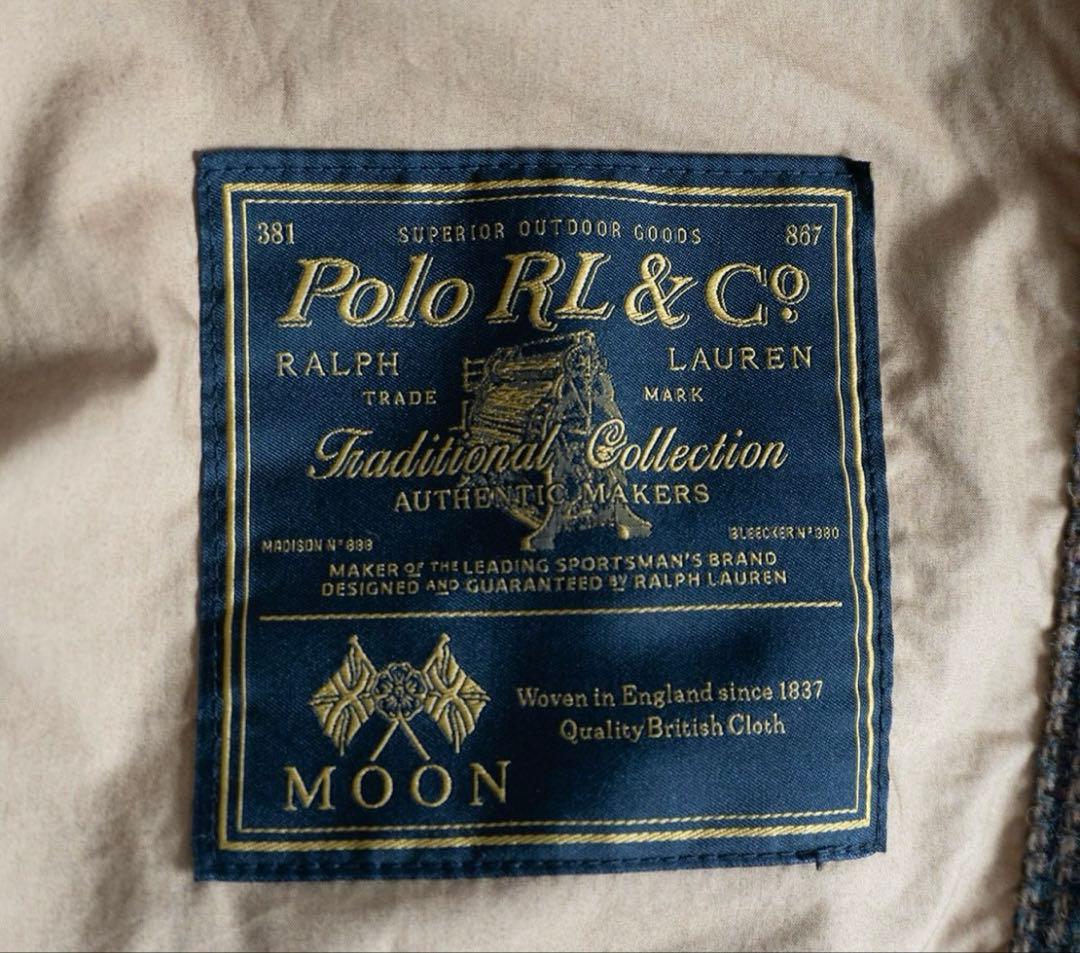 381 SUPERIOR OUTDOOR GOODS 867
Polo RL & Co
RALPH LAUREN
TRADE MARK
Traditional Collection
AUTHENTIC MAKERS
MADISON Nº 888 BLEECKER Nº 380
MAKER OF THE LEADING SPORTSMAN'S BRAND
DESIGNED AND GUARANTEED BY RALPH LAUREN
Woven in England since 1837
Quality British Cloth
MOON